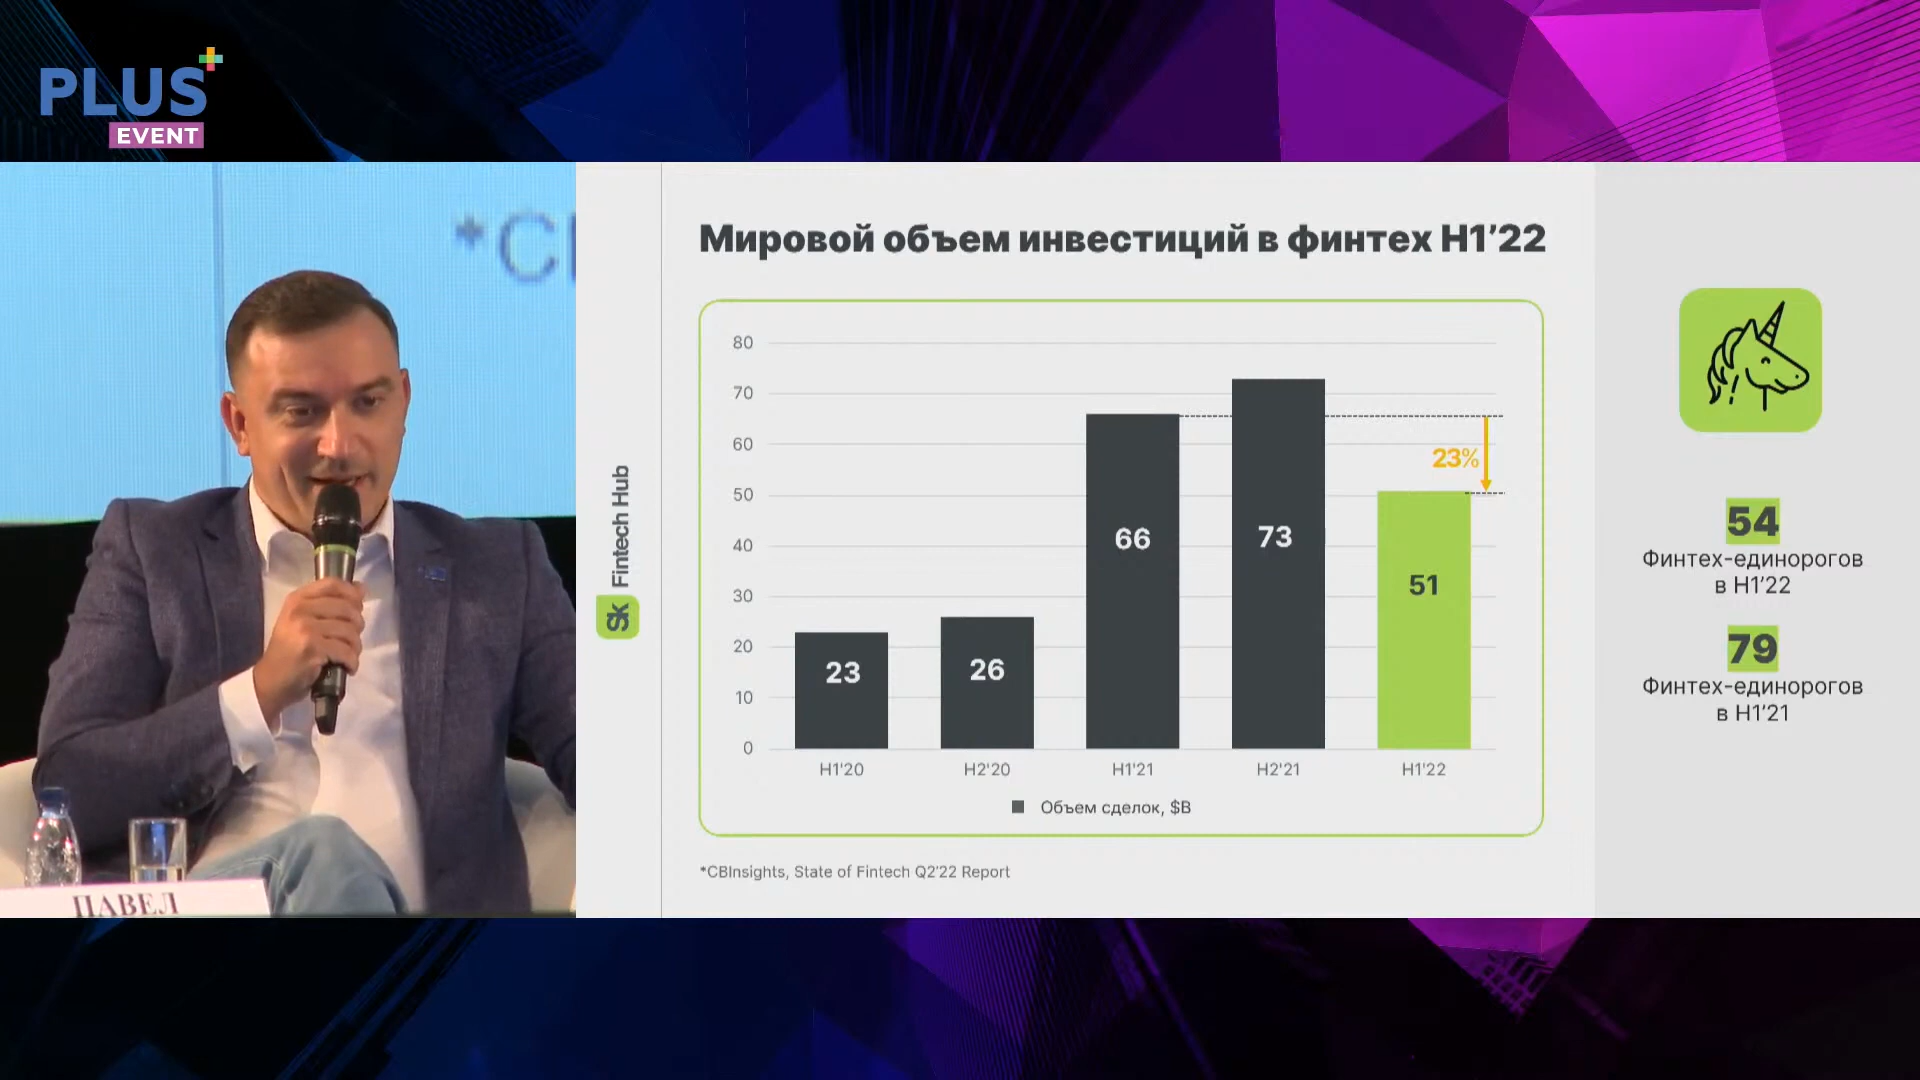 PLUS
EVENT
*C
ПАВЕЛ
Sk Fintech Hub
Мировой объем инвестиций в финтех H1’22
80
70
60
50
40
30
20
10
0
23
26
66
73
51
23%
H1'20
H2'20
H1'21
H2'21
H1'22
Объем сделок, $B
*CBInsights, State of Fintech Q2'22 Report
54
Финтех-единорогов
в H1’22
79
Финтех-единорогов
в H1’21